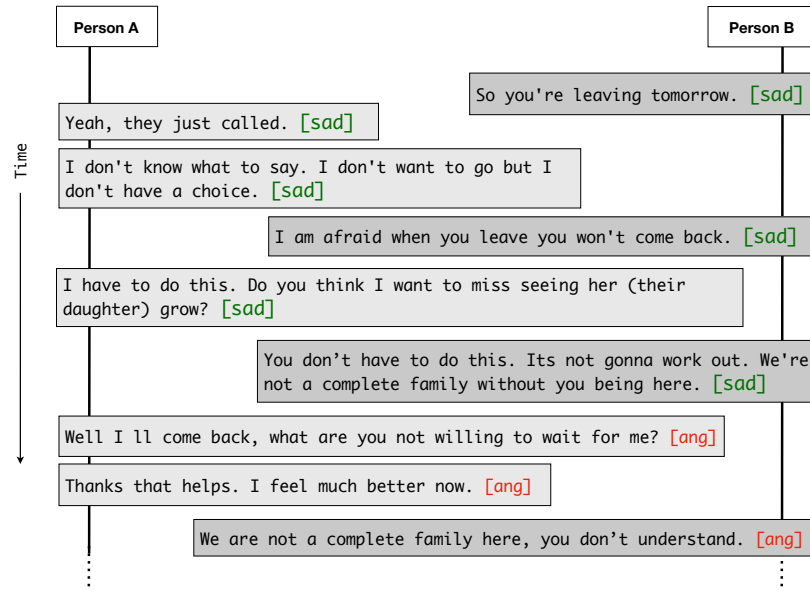 Person A
Person B
So you're leaving tomorrow. [sad]
Yeah, they just called. [sad]
I don't know what to say. I don't want to go but I
don't have a choice. [sad]
Time
I am afraid when you leave you won't come back. [sad]
I have to do this. Do you think I want to miss seeing her (their
daughter) grow? [sad]
You don’t have to do this. Its not gonna work out. We're
not a complete family without you being here. [sad]
Well I ll come back, what are you not willing to wait for me? [ang]
Thanks that helps. I feel much better now. [ang]
We are not a complete family here, you don’t understand. [ang]